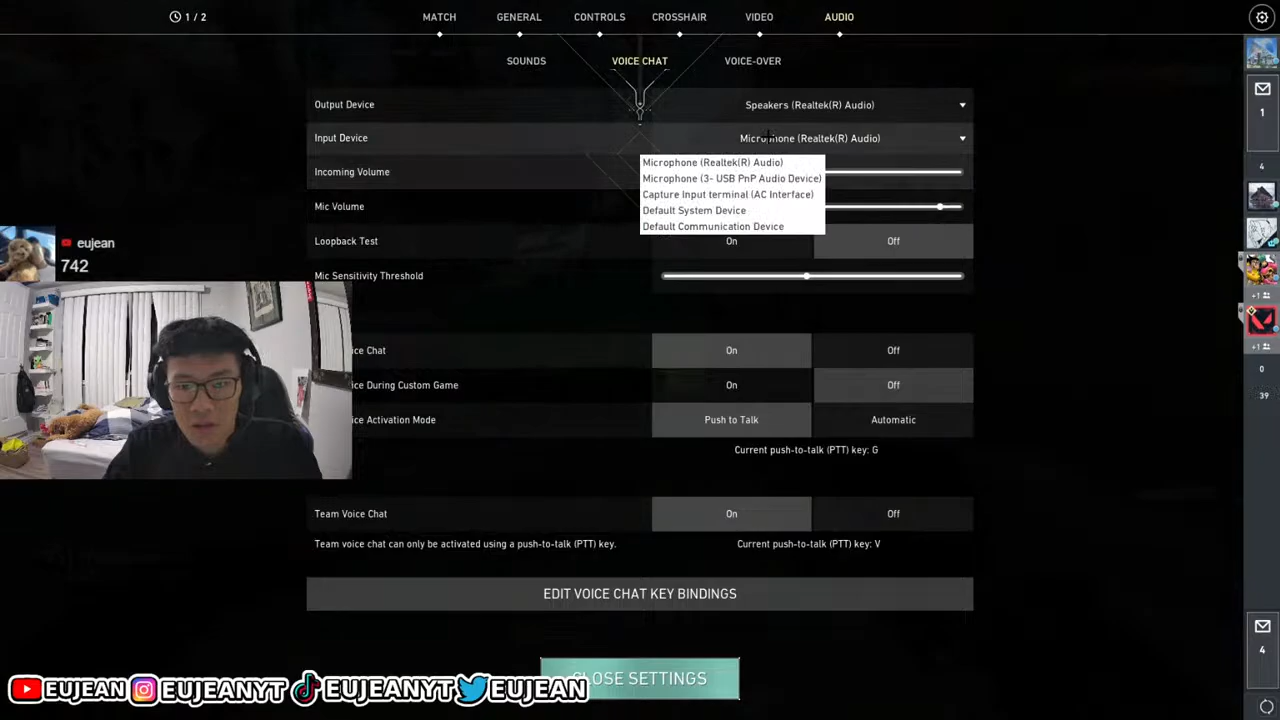 1 / 2
MATCH
GENERAL
CONTROLS
CROSSHAIR
VIDEO
AUDIO
SOUNDS
VOICE CHAT
VOICE-OVER
Output Device
Speakers (Realtek(R) Audio)
Input Device
Microphone (Realtek(R) Audio)
Microphone (Realtek(R) Audio)
Microphone (3- USB PnP Audio Device)
Capture Input terminal (AC Interface)
Default System Device
Default Communication Device
Incoming Volume
Mic Volume
Loopback Test
On
Off
Mic Sensitivity Threshold
eujean
742
ice Chat
On
Off
ice During Custom Game
On
Off
ice Activation Mode
Push to Talk
Automatic
Current push-to-talk (PTT) key: G
Team Voice Chat
On
Off
Team voice chat can only be activated using a push-to-talk (PTT) key.
Current push-to-talk (PTT) key: V
EDIT VOICE CHAT KEY BINDINGS
CLOSE SETTINGS
EUJEAN
EUJEANYT
EUJEANYT
EUJEAN
1
4
+1
+1
0
39
4